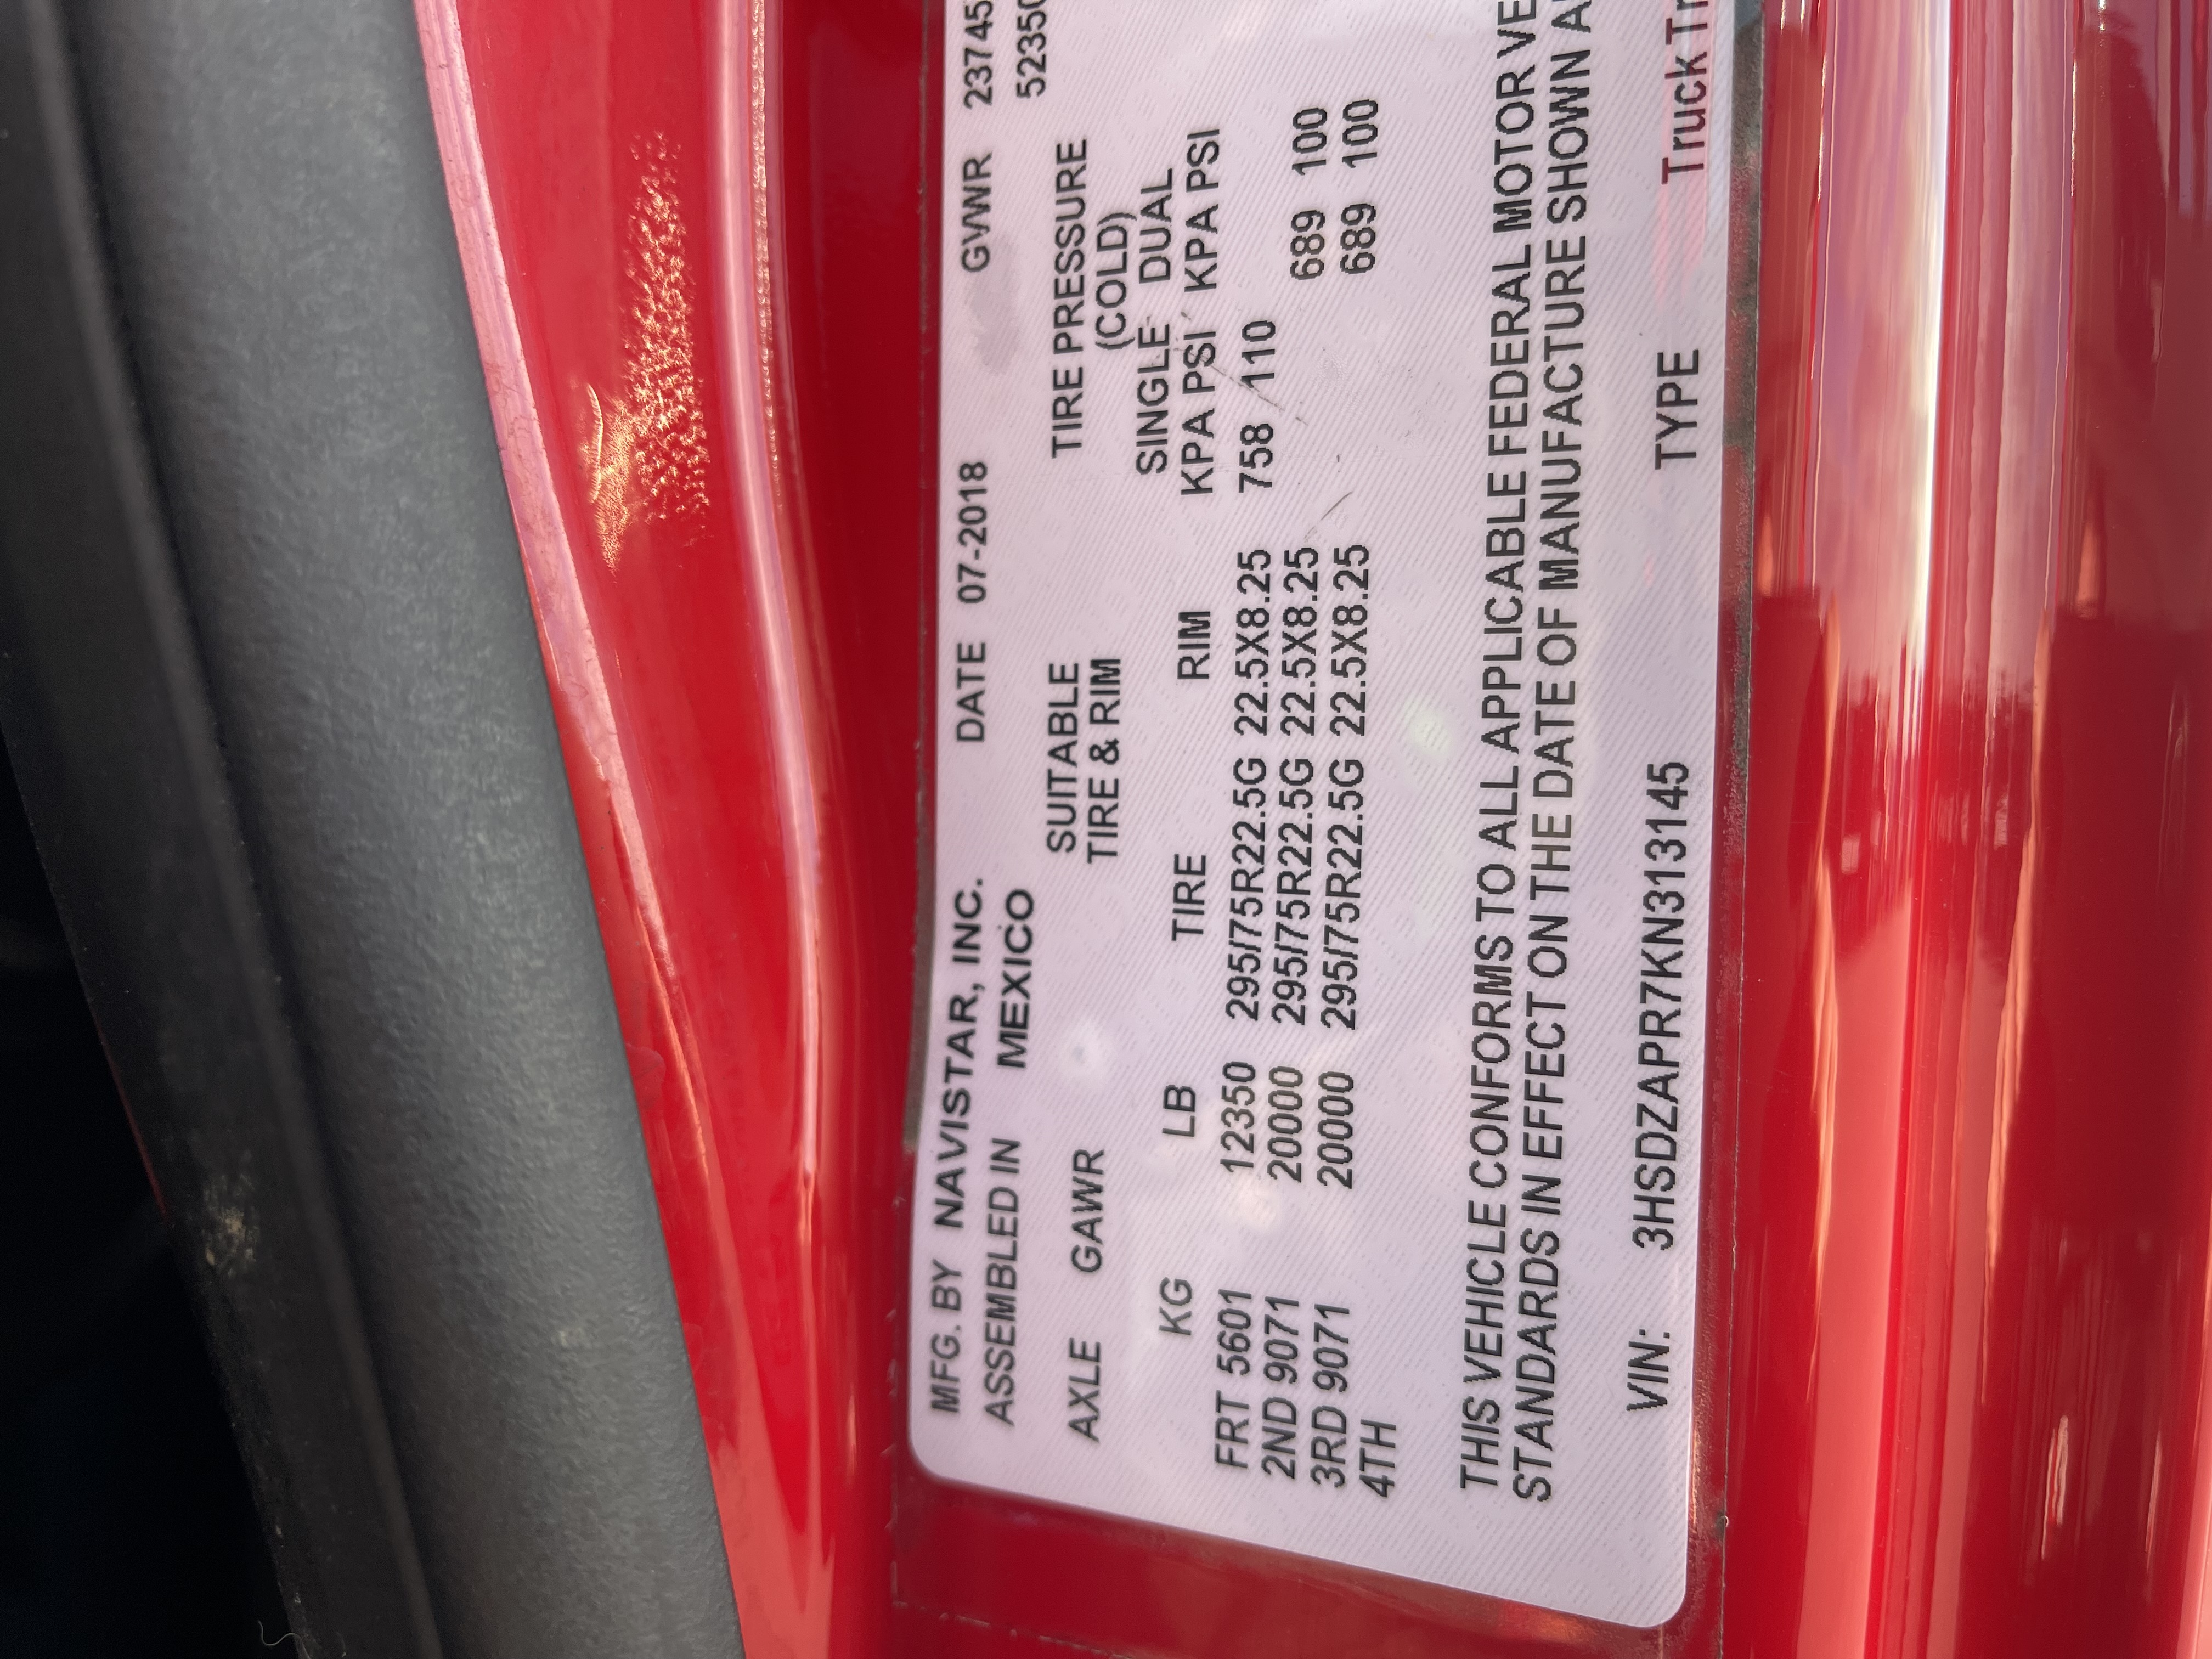 MFG. BY NAVISTAR, INC. DATE 07-2018 GVWR 23745
ASSEMBLED IN MEXICO 52350
AXLE GAWR SUITABLE TIRE PRESSURE
TIRE & RIM (COLD)
SINGLE DUAL
KG LB TIRE RIM KPA PSI KPA PSI
FRT 5601 12350 295/75R22.5G 22.5X8.25 758 110
2ND 9071 20000 295/75R22.5G 22.5X8.25 689 100
3RD 9071 20000 295/75R22.5G 22.5X8.25 689 100
4TH
THIS VEHICLE CONFORMS TO ALL APPLICABLE FEDERAL MOTOR VE
STANDARDS IN EFFECT ON THE DATE OF MANUFACTURE SHOWN A
VIN: 3HSDZAPR7KN313145 TYPE TruckTr